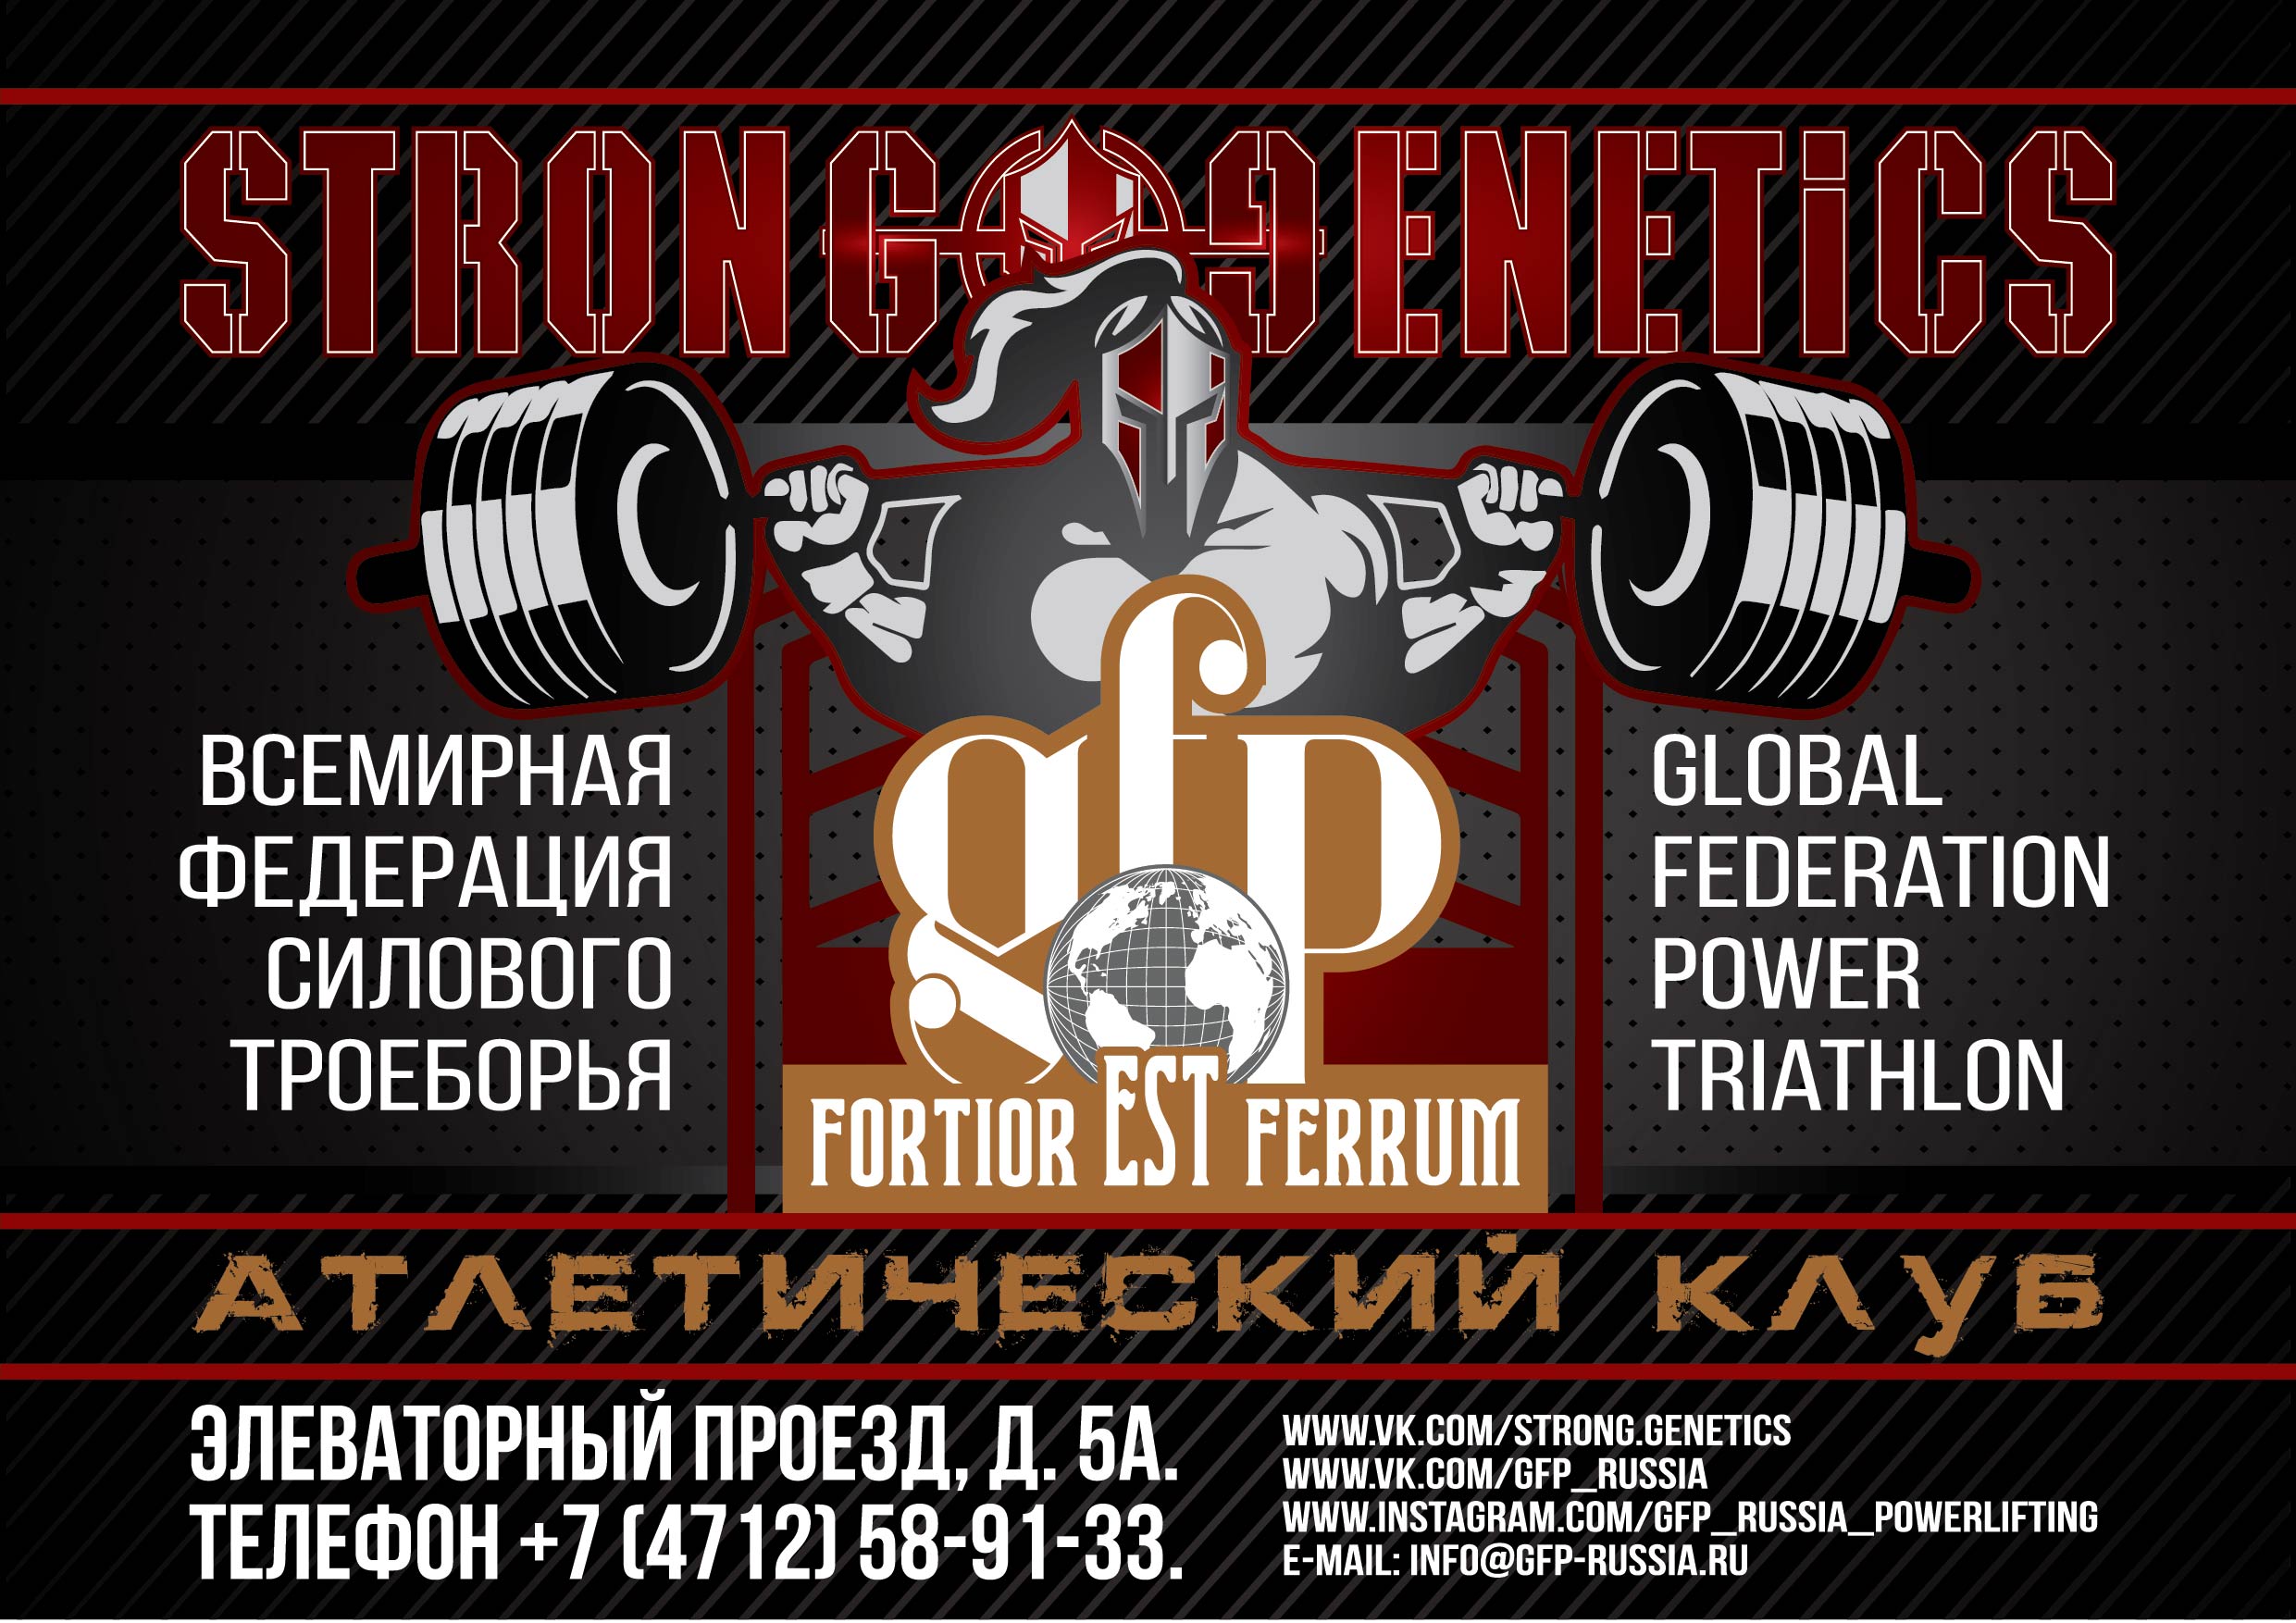 STRONG GENETiCS
ВСЕМИРНАЯ
ФЕДЕРАЦИЯ
СИЛОВОГО
ТРОЕБОРЬЯ
gfp
GLOBAL
FEDERATION
POWER
TRIATHLON
FORTIOR EST FERRUM
АТЛЕТИЧЕСКИЙ КЛУБ
ЭЛЕВАТОРНЫЙ ПРОЕЗД, Д. 5А.
ТЕЛЕФОН +7 (4712) 58-91-33.
WWW.VK.COM/STRONG.GENETICS
WWW.VK.COM/GFP_RUSSIA
WWW.INSTAGRAM.COM/GFP_RUSSIA_POWERLIFTING
E-MAIL: INFO@GFP-RUSSIA.RU